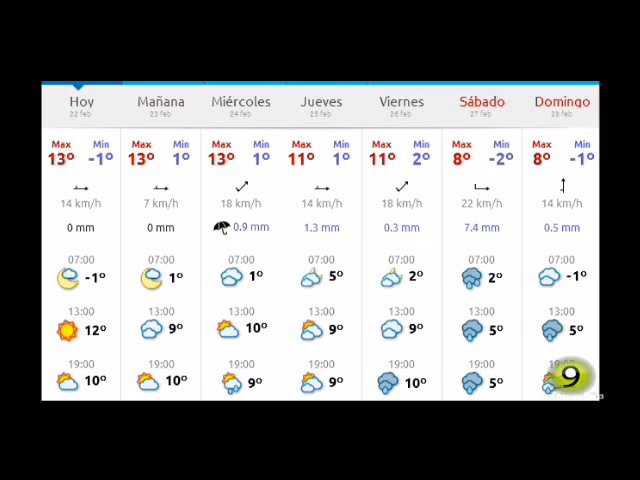 Hoy Mañana Miércoles Jueves Viernes Sábado Domingo
22 feb 23 feb 24 feb 25 feb 26 feb 27 feb 28 feb
Max Min Max Min Max Min Max Min Max Min Max Min Max Min
13º -1º 13º 1º 13º 1º 11º 1º 11º 2º 8º -2º 8º -1º
14 km/h 7 km/h 18 km/h 14 km/h 18 km/h 22 km/h 14 km/h
0 mm 0 mm 0.9 mm 1.3 mm 0.3 mm 7.4 mm 0.5 mm
07:00 07:00 07:00 07:00 07:00 07:00 07:00
-1º 1º 1º 5º 2º 2º -1º
13:00 13:00 13:00 13:00 13:00 13:00 13:00
12º 9º 10º 9º 9º 5º 5º
19:00 19:00 19:00 19:00 19:00 19:00 19:00
10º 10º 9º 9º 10º 5º 9